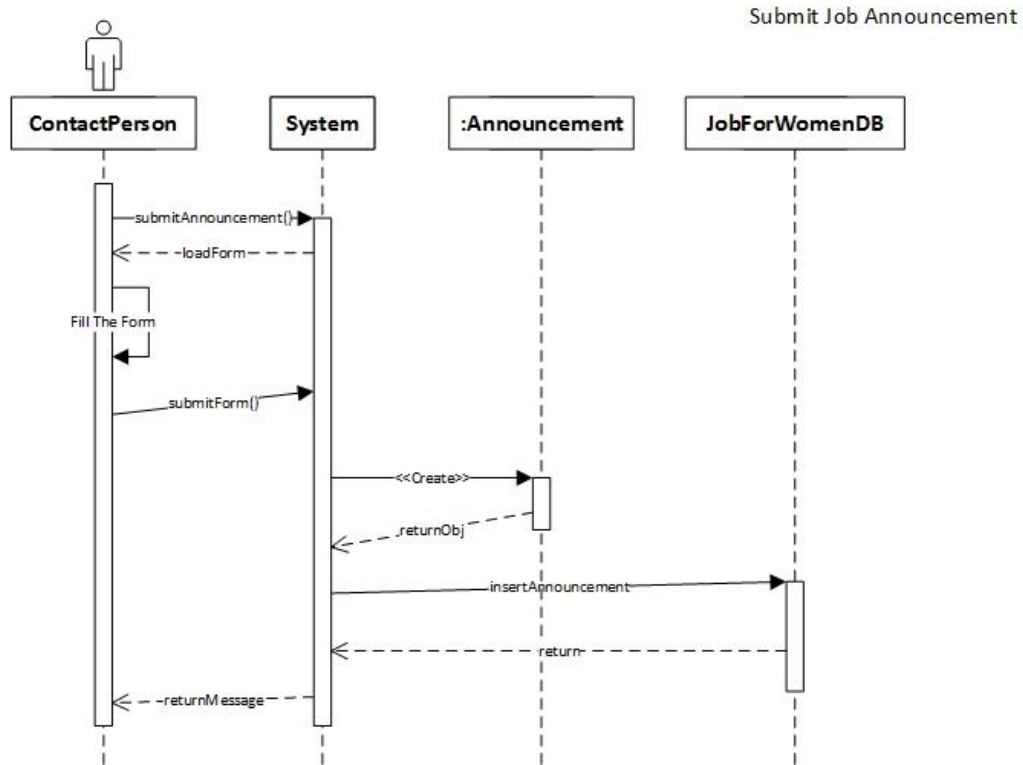 Submit Job Announcement
ContactPerson
System
:Announcement
JobForWomenDB
submitAnnouncement()
loadForm
Fill The Form
submitForm()
<<Create>>
returnObj
insertAnnouncement
return
returnMessage